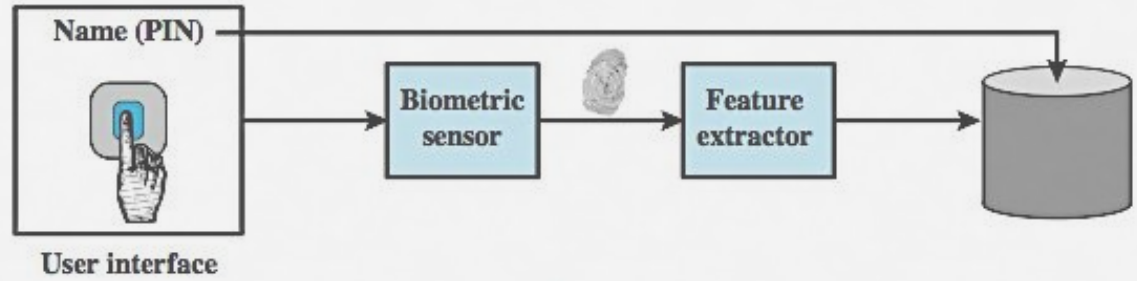 Name (PIN)
Biometric
sensor
Feature
extractor
User interface